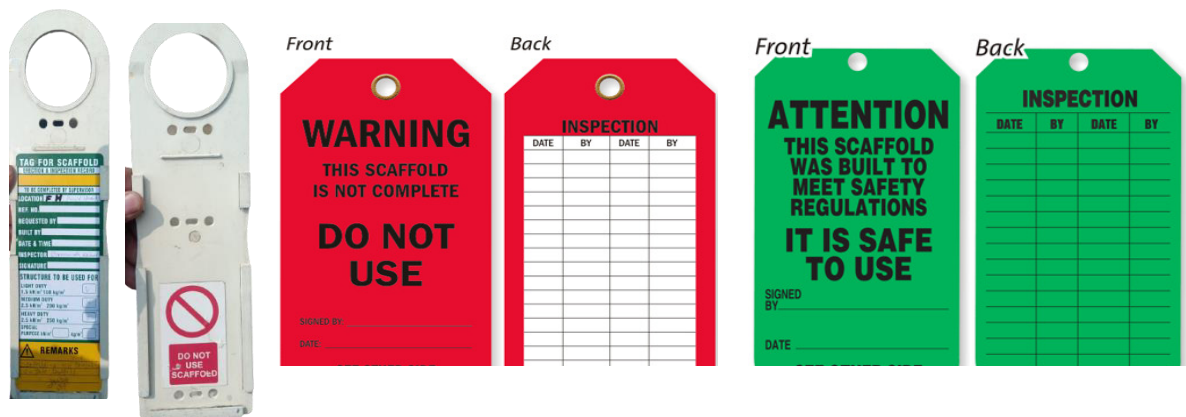 TAG FOR SCAFFOLD
ERECTION & INSPECTION RECORD
TO BE COMPLETED BY SUPERVISOR
LOCATION F M
REF NO.
REQUESTED BY
BUILT BY
DATE & TIME
INSPECTOR
SIGNATURE
STRUCTURE TO BE USED FOR
LIGHT DUTY
MEDIUM DUTY
HEAVY DUTY
SPECIAL
PURPOSE
REMARKS
DO NOT
USE
SCAFFOLD
Front
WARNING
THIS SCAFFOLD
IS NOT COMPLETE
DO NOT
USE
SIGNED BY
DATE
Back
INSPECTION
DATE BY DATE BY
Front
ATTENTION
THIS SCAFFOLD
WAS BUILT TO
MEET SAFETY
REGULATIONS
IT IS SAFE
TO USE
SIGNED
BY
DATE
Back
INSPECTION
DATE BY DATE BY